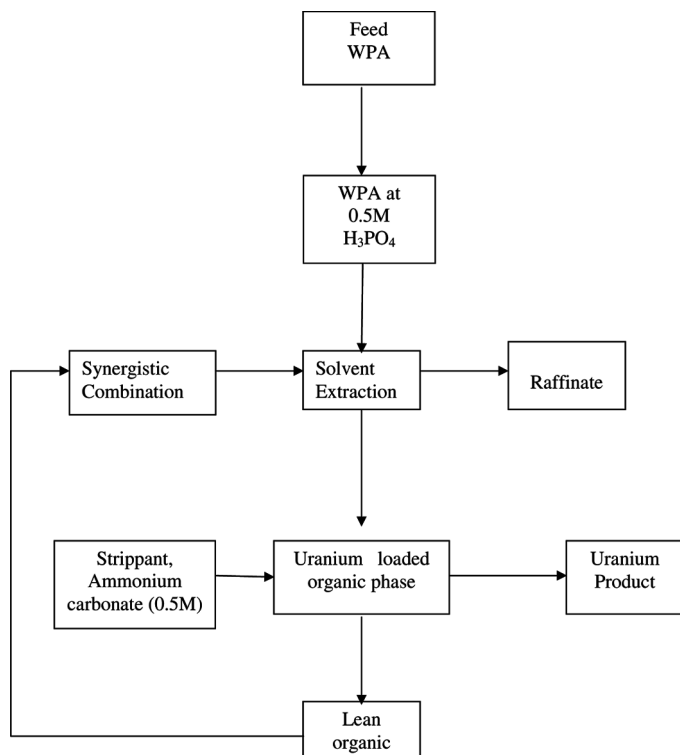 Feed
WPA
WPA at
0.5M
H₃PO₄
Synergistic
Combination
Solvent
Extraction
Raffinate
Strippant,
Ammonium
carbonate (0.5M)
Uranium loaded
organic phase
Uranium
Product
Lean
organic